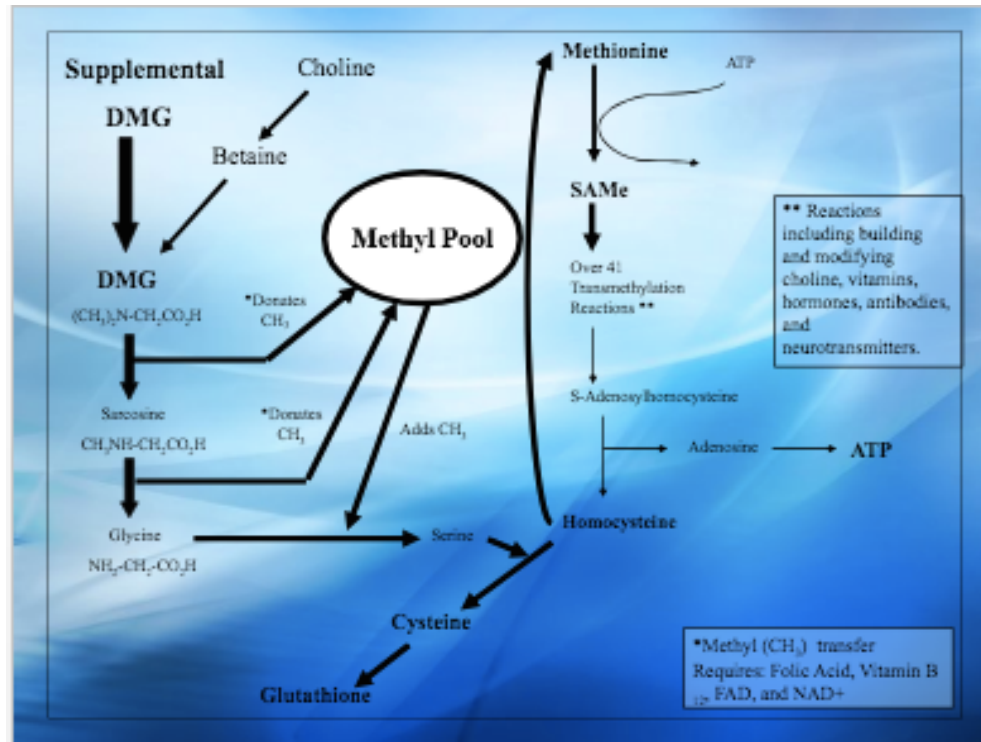 Supplemental
DMG
Choline
Betaine
DMG
(CH₃)₂N-CH₂CO₂H
*Donates
CH₃
Sarcosine
CH₃NH-CH₂CO₂H
*Donates
CH₃
Glycine
NH₂-CH₂-CO₂H
Methyl Pool
Adds CH₃
Serine
Cysteine
Glutathione
Methionine
ATP
SAMe
Over 41
Transmethylation
Reactions **
S-Adenosylhomocysteine
Adenosine
ATP
Homocysteine
** Reactions
including building
and modifying
choline, vitamins,
hormones, antibodies,
and
neurotransmitters.
*Methyl (CH₃) transfer
Requires: Folic Acid, Vitamin B
₁₂, FAD, and NAD+